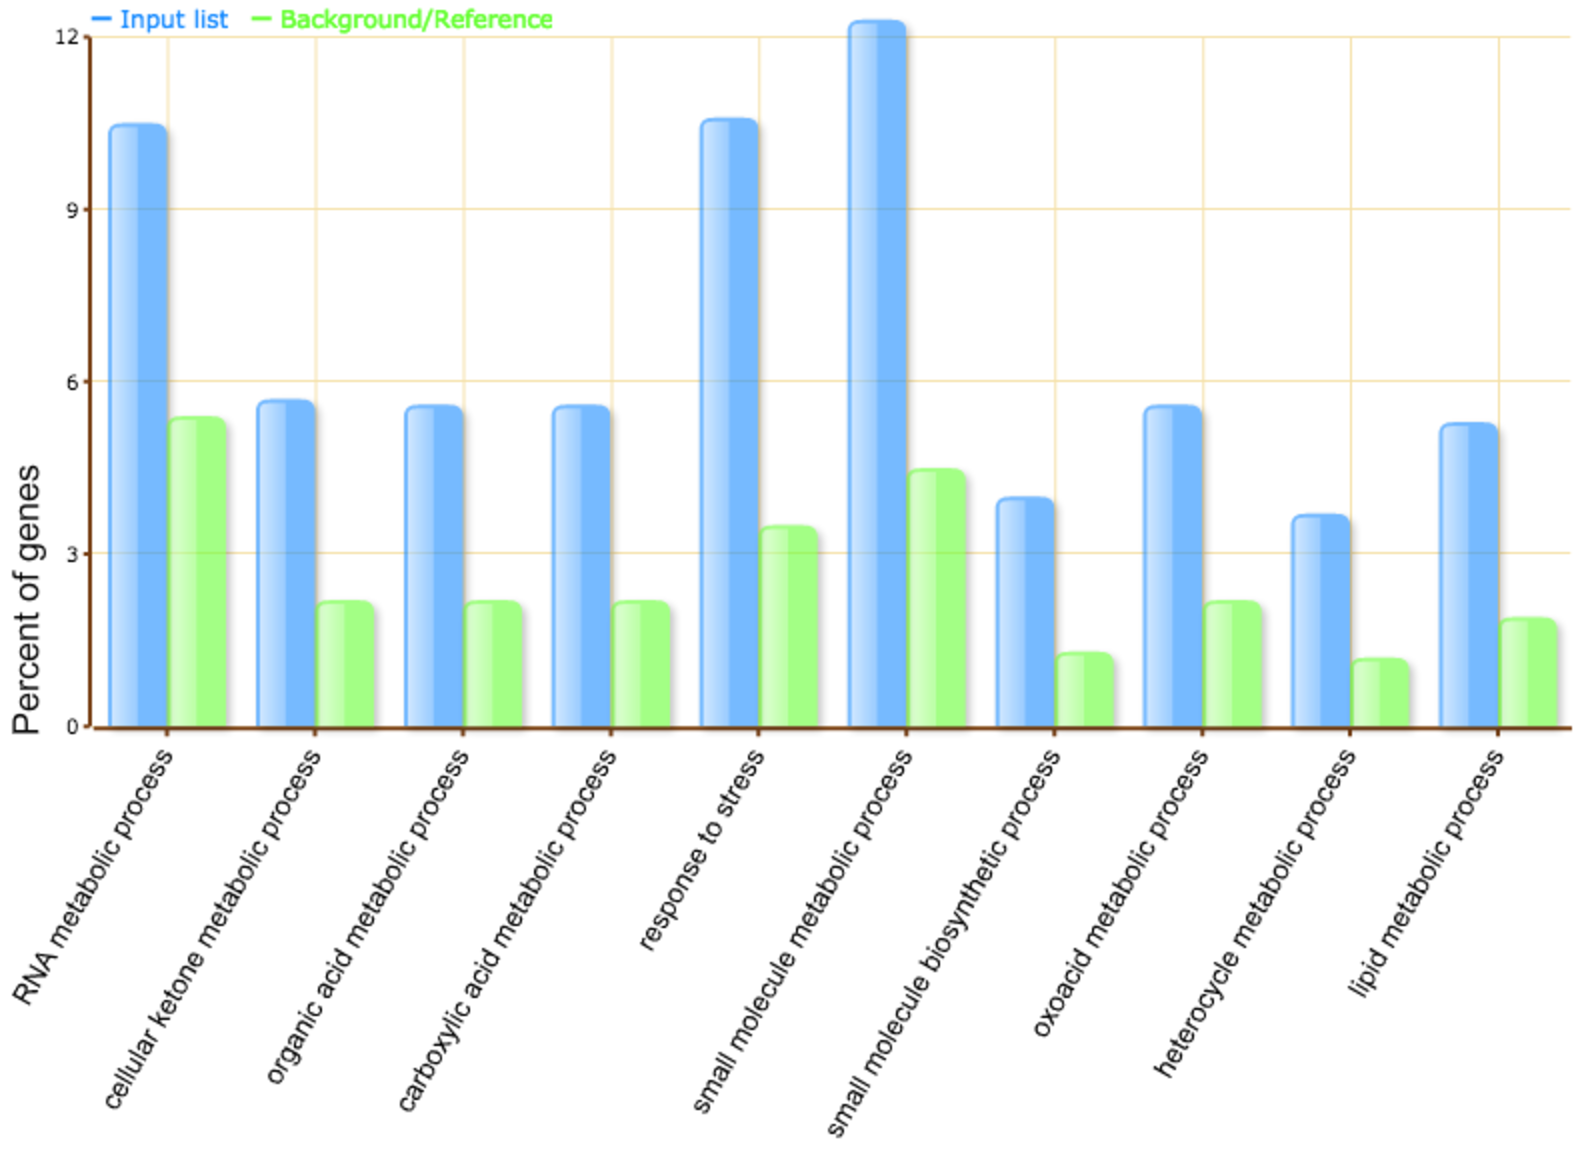 Input list Background/Reference
12
9
6
3
0
Percent of genes
RNA metabolic process
cellular ketone metabolic process
organic acid metabolic process
carboxylic acid metabolic process
response to stress
small molecule metabolic process
small molecule biosynthetic process
oxoacid metabolic process
heterocycle metabolic process
lipid metabolic process